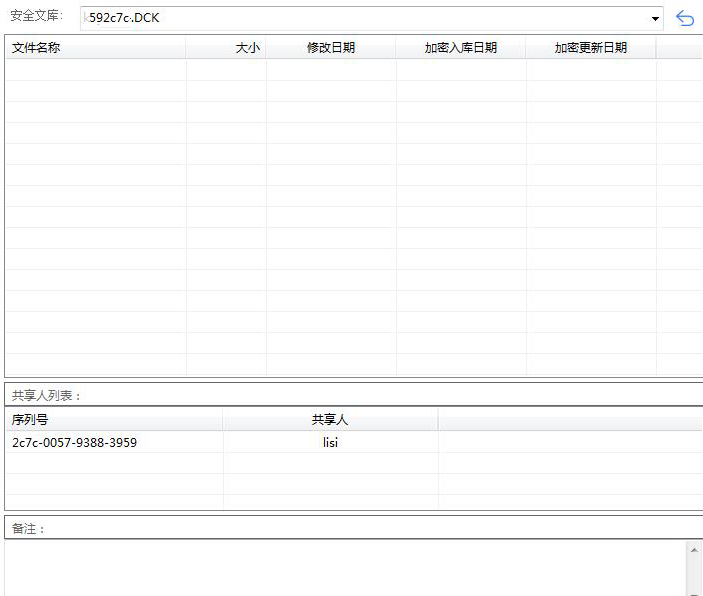 安全文库：
k592c7c.DCK
文件名称 大小 修改日期 加密入库日期 加密更新日期
共享人列表：
序列号 共享人
2c7c-0057-9388-3959 lisi
备注：